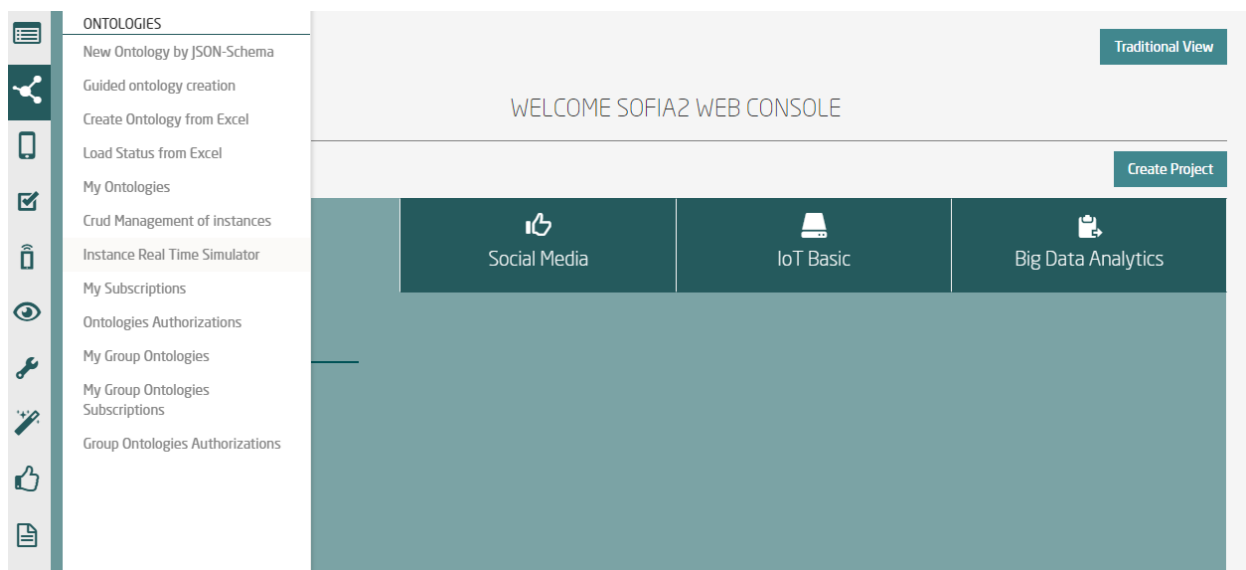 ONTOLOGIES
New Ontology by JSON-Schema
Guided ontology creation
Create Ontology from Excel
Load Status from Excel
My Ontologies
Crud Management of instances
Instance Real Time Simulator
My Subscriptions
Ontologies Authorizations
My Group Ontologies
My Group Ontologies
Subscriptions
Group Ontologies Authorizations
Traditional View
WELCOME SOFIA2 WEB CONSOLE
Create Project
Social Media
IoT Basic
Big Data Analytics